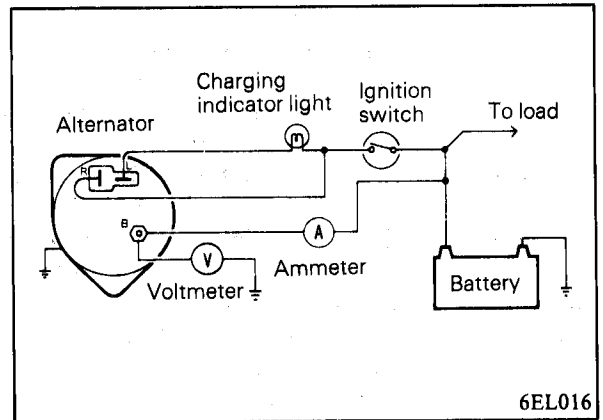 Charging
indicator light
Ignition
switch
To load
Alternator
R
L
B
A
Ammeter
V
Voltmeter
Battery
6EL016